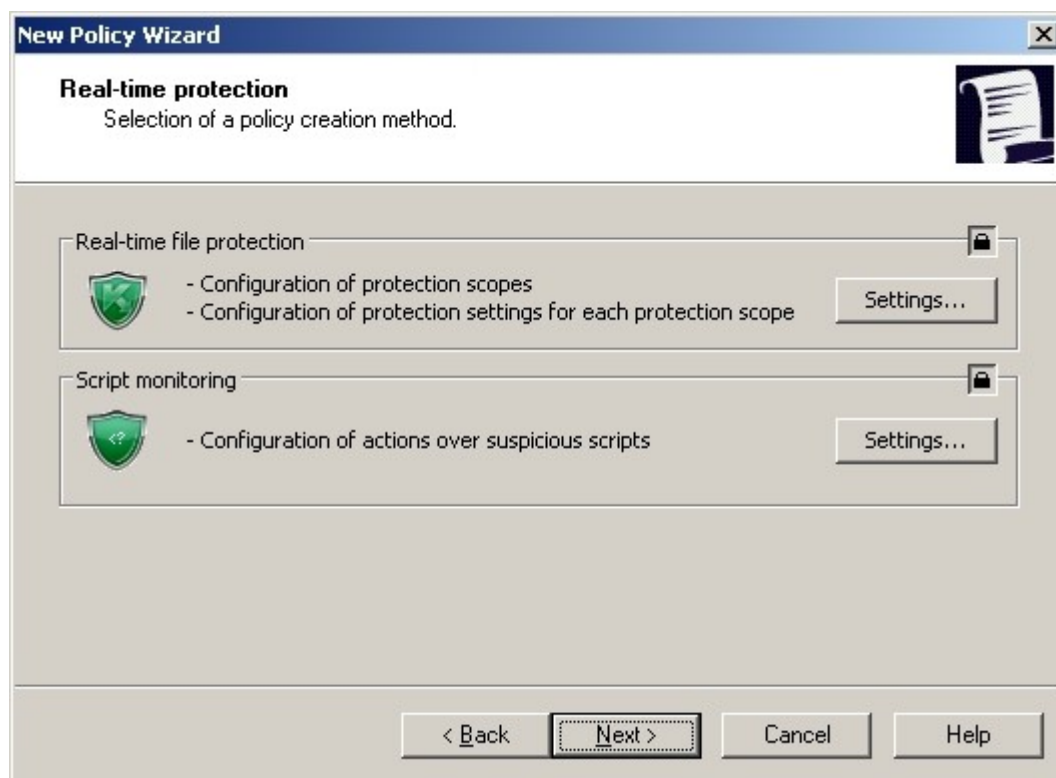 New Policy Wizard
Real-time protection
Selection of a policy creation method.
Real-time file protection
- Configuration of protection scopes
- Configuration of protection settings for each protection scope
Settings...
Script monitoring
<?
- Configuration of actions over suspicious scripts
Settings...
< Back
Next >
Cancel
Help